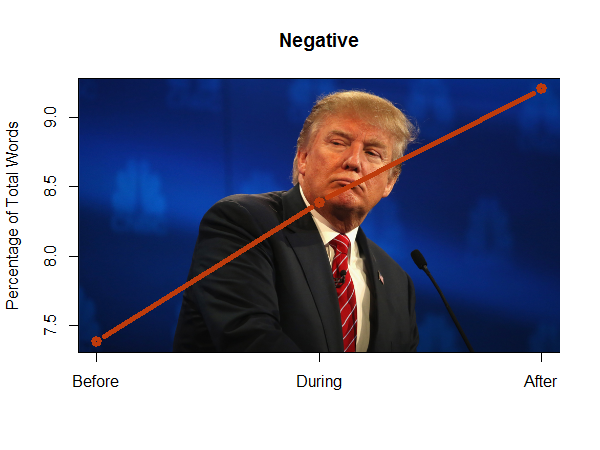 Negative
Percentage of Total Words
9.0
8.5
8.0
7.5
Before During After